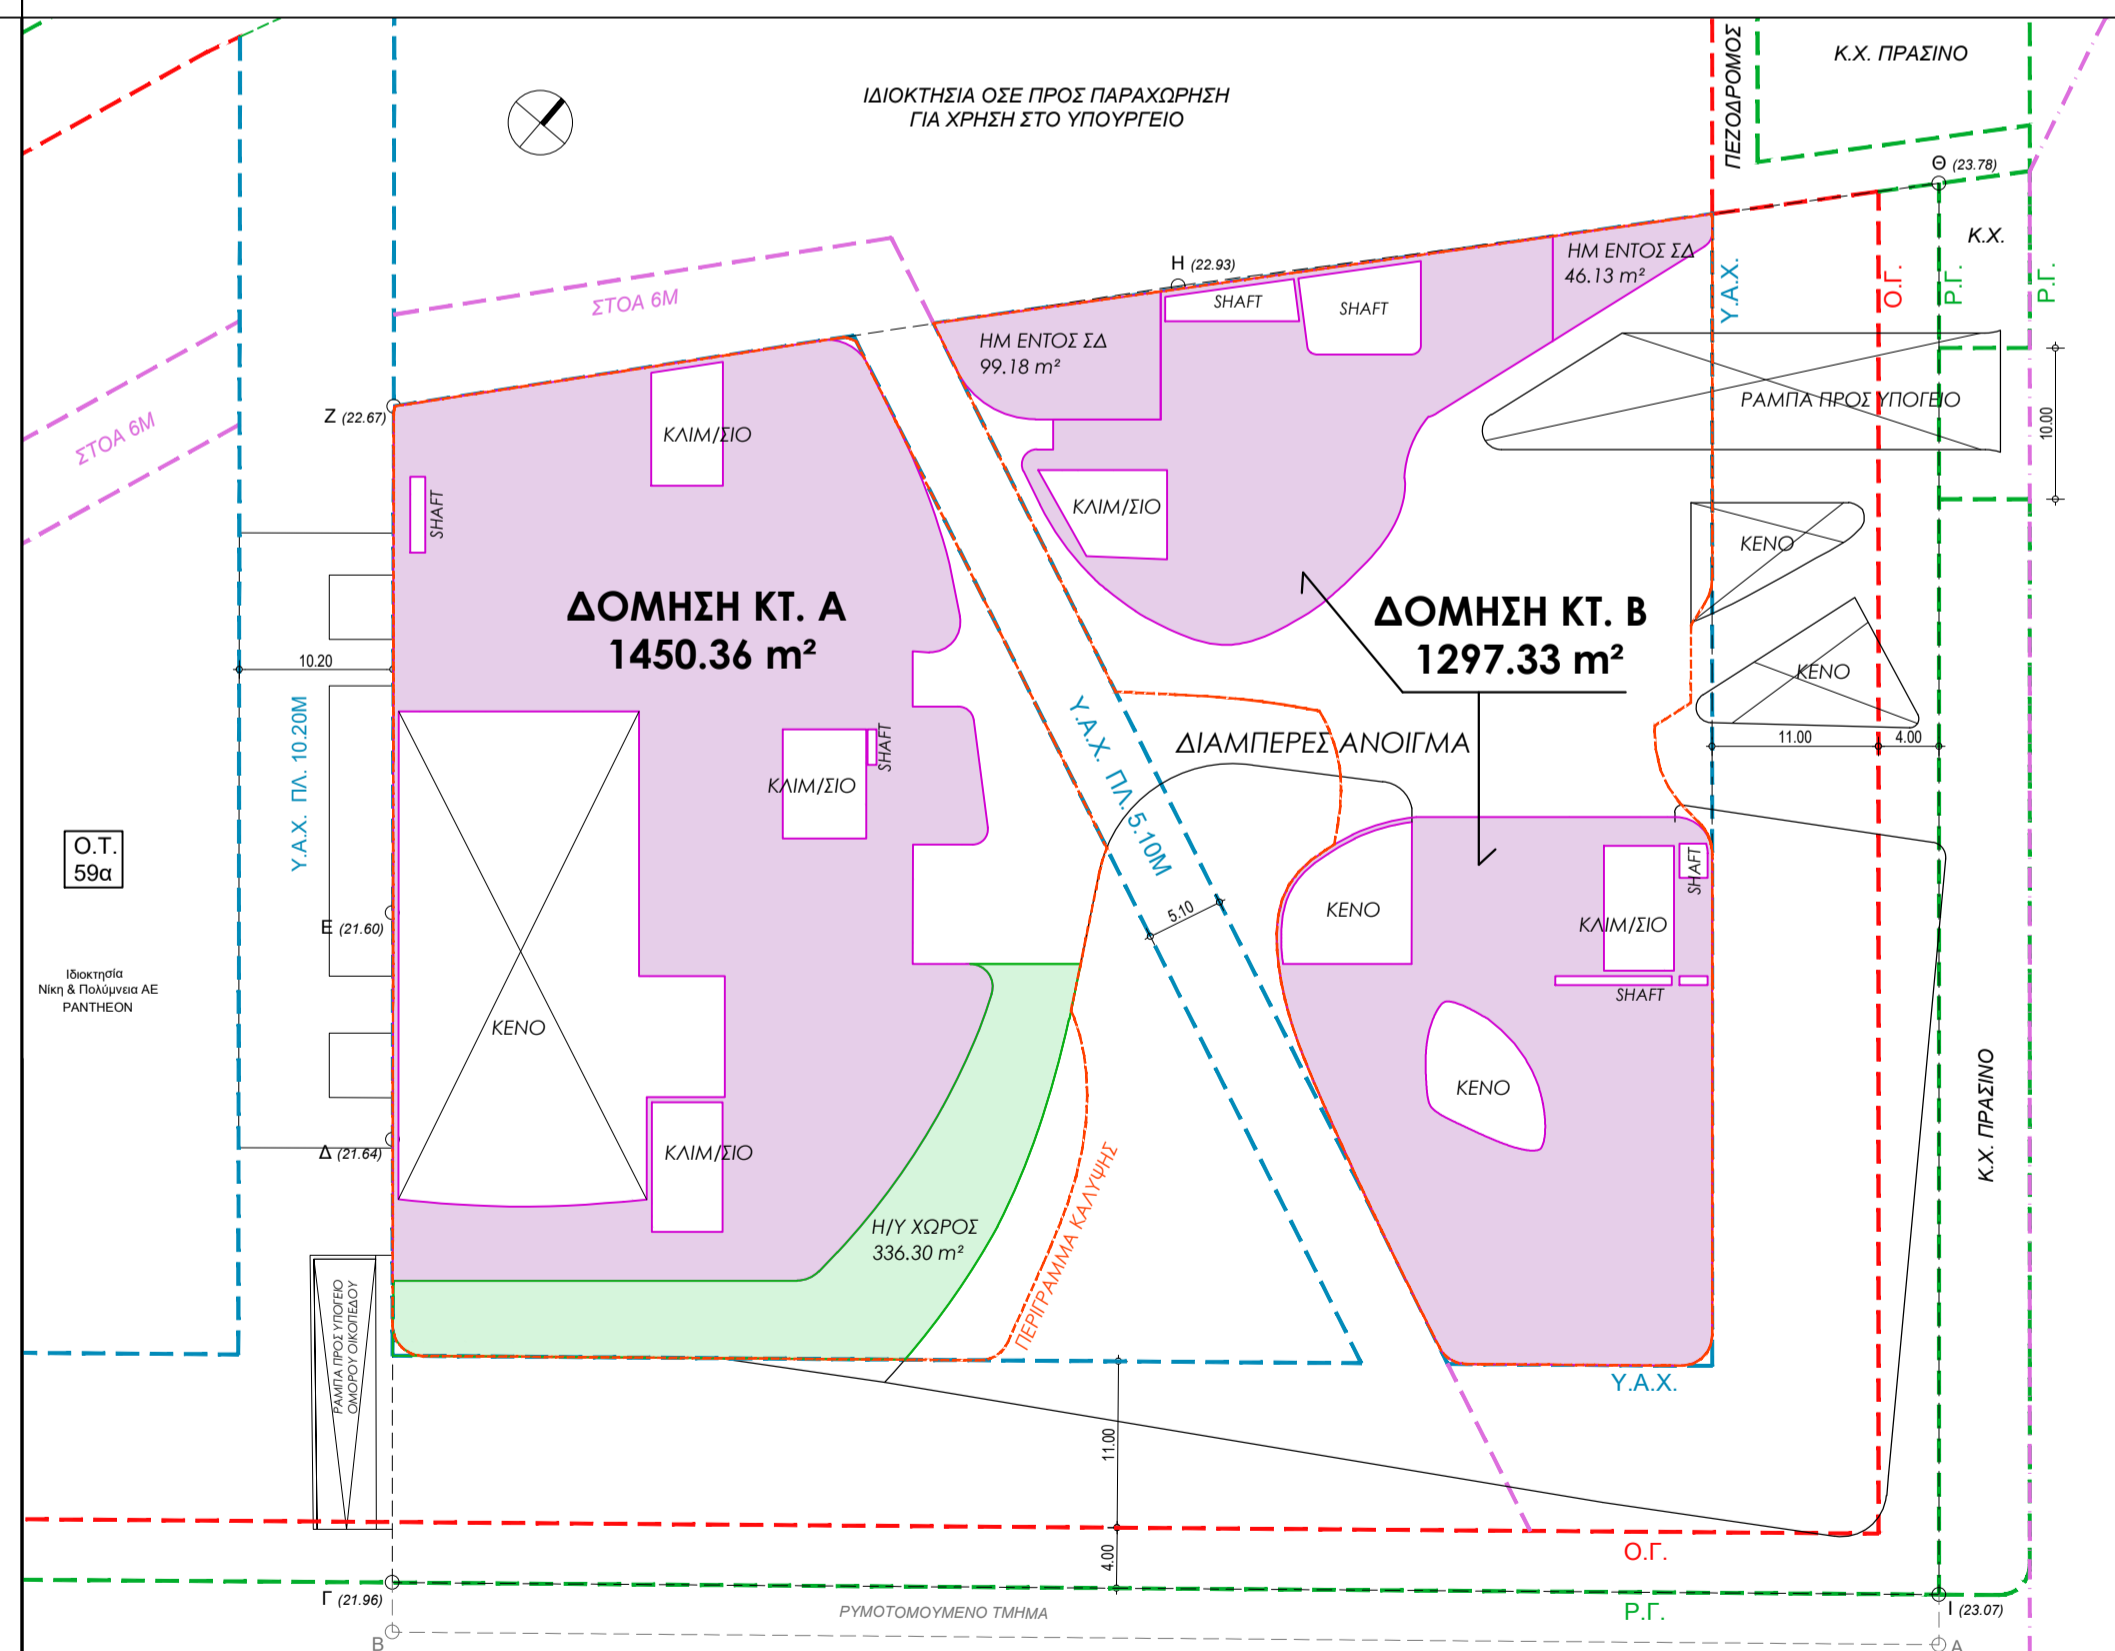 ΙΔΙΟΚΤΗΣΙΑ ΟΣΕ ΠΡΟΣ ΠΑΡΑΧΩΡΗΣΗ
ΓΙΑ ΧΡΗΣΗ ΣΤΟ ΥΠΟΥΡΓΕΙΟ
ΠΕΖΟΔΡΟΜΟΣ
Κ.Χ. ΠΡΑΣΙΝΟ
Θ (23.78)
Κ.Χ.
Η (22.93)
ΗΜ ΕΝΤΟΣ ΣΔ
46.13 m²
Υ.Α.Χ.
Ο.Γ.
Ρ.Γ.
Ρ.Γ.
ΣΤΟΑ 6Μ
SHAFT
SHAFT
ΗΜ ΕΝΤΟΣ ΣΔ
99.18 m²
ΡΑΜΠΑ ΠΡΟΣ ΥΠΟΓΕΙΟ
10.00
Ζ (22.67)
ΣΤΟΑ 6Μ
ΚΛΙΜ/ΣΙΟ
SHAFT
ΚΛΙΜ/ΣΙΟ
ΚΕΝΟ
ΔΟΜΗΣΗ ΚΤ. Α
1450.36 m²
ΔΟΜΗΣΗ ΚΤ. Β
1297.33 m²
ΚΕΝΟ
10.20
Υ.Α.Χ. ΠΛ. 10.20Μ
Υ.Α.Χ. ΠΛ. 5.10Μ
ΔΙΑΜΠΕΡΕΣ ΑΝΟΙΓΜΑ
11.00
4.00
ΚΛΙΜ/ΣΙΟ
SHAFT
Ο.Τ.
59α
5.10
ΚΕΝΟ
SHAFT
ΚΛΙΜ/ΣΙΟ
SHAFT
Ε (21.60)
Ιδιοκτησία
Νίκη & Πολύμνεια ΑΕ
PANTHEON
ΚΕΝΟ
ΚΕΝΟ
Κ.Χ. ΠΡΑΣΙΝΟ
Δ (21.64)
ΚΛΙΜ/ΣΙΟ
Η/Υ ΧΩΡΟΣ
336.30 m²
ΠΕΡΙΓΡΑΜΜΑ ΚΑΛΥΨΗΣ
ΡΑΜΠΑ ΠΡΟΣ ΥΠΟΓΕΙΟ
ΟΜΟΡΟΥ ΟΙΚΟΠΕΔΟΥ
Υ.Α.Χ.
11.00
4.00
Ο.Γ.
Γ (21.96)
ΡΥΜΟΤΟΜΟΥΜΕΝΟ ΤΜΗΜΑ
Ρ.Γ.
Ι (23.07)
Β
Α